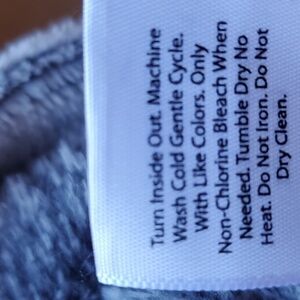 Turn Inside Out. Machine
Wash Cold Gentle Cycle.
With Like Colors. Only
Non-Chlorine Bleach When
Needed. Tumble Dry No
Heat. Do Not Iron. Do Not
Dry Clean.